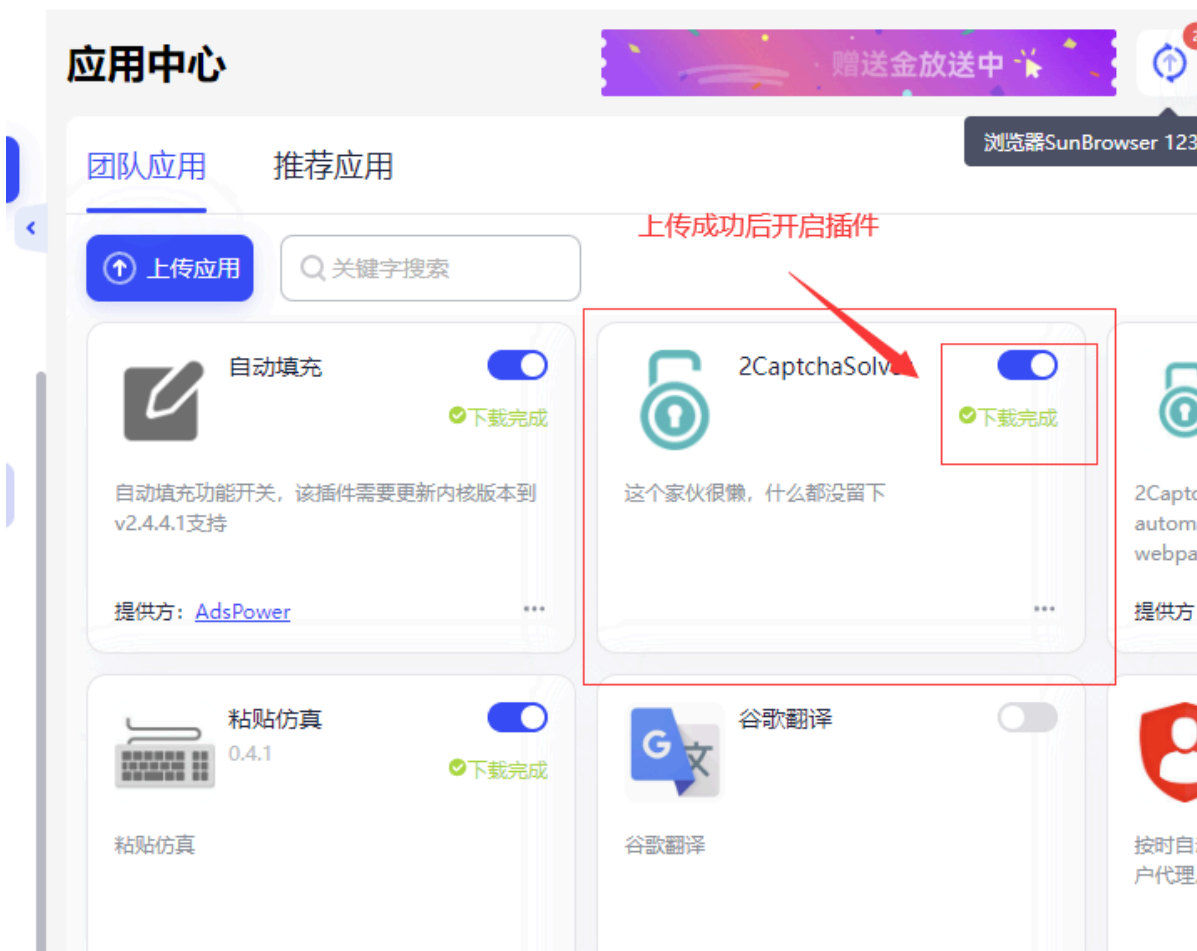 应用中心
赠送金放送中
2
浏览器SunBrowser 123
团队应用
推荐应用
上传成功后开启插件
上传应用
关键字搜索
自动填充
下载完成
自动填充功能开关，该插件需要更新内核版本到
v2.4.4.1支持
提供方：AdsPower
2CaptchaSolve
下载完成
这个家伙很懒，什么都没留下
2Captc
automa
webpa
提供方
粘贴仿真
0.4.1
下载完成
粘贴仿真
谷歌翻译
G
文
谷歌翻译
按时自
户代理